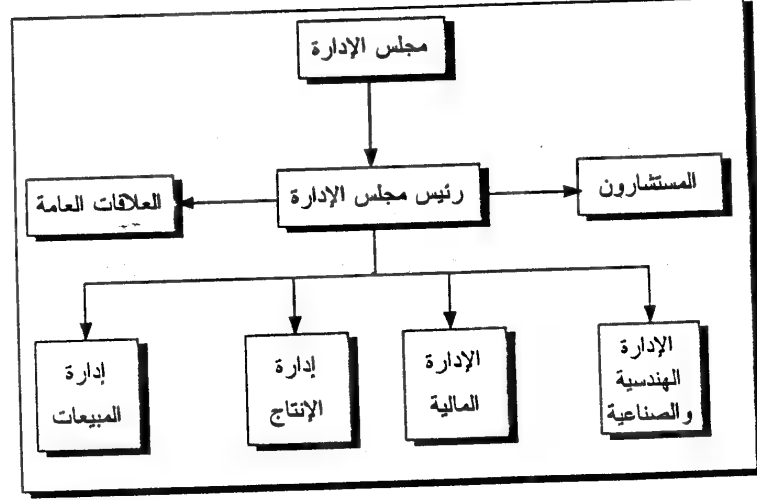 مجلس الإدارة
المستشارون
رئيس مجلس الإدارة
العلاقات العامة
الإدارة
الهندسية
والصناعية
الإدارة
المالية
إدارة
الإنتاج
إدارة
المبيعات